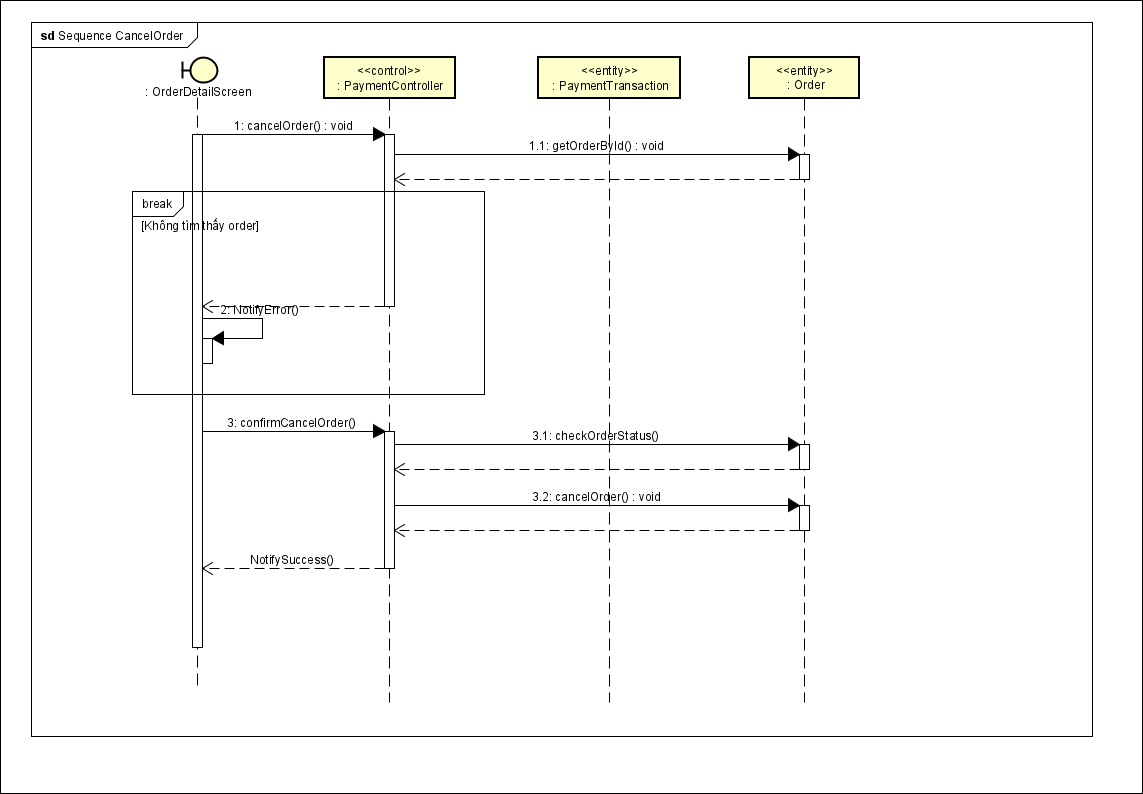 sd Sequence CancelOrder
: OrderDetailScreen
<<control>>
: PaymentController
<<entity>>
: PaymentTransaction
<<entity>>
: Order
1: cancelOrder() : void
1.1: getOrderById() : void
break
[Không tìm thấy order]
2: NotifyError()
3: confirmCancelOrder()
3.1: checkOrderStatus()
3.2: cancelOrder() : void
NotifySuccess()